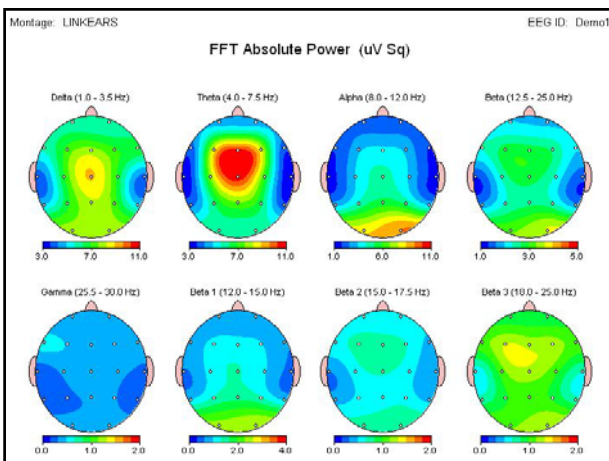 Montage: LINKEARS EEG ID: Demo1
FFT Absolute Power (uV Sq)
Delta (1.0 - 3.5 Hz) Theta (4.0 - 7.5 Hz) Alpha (8.0 - 12.0 Hz) Beta (12.5 - 25.0 Hz)
3.0 7.0 11.0 3.0 7.0 11.0 1.0 6.0 11.0 1.0 3.0 5.0
Gamma (25.5 - 30.0 Hz) Beta 1 (12.0 - 15.0 Hz) Beta 2 (15.0 - 17.5 Hz) Beta 3 (18.0 - 25.0 Hz)
0.0 1.0 2.0 0.0 2.0 4.0 0.0 1.0 2.0 0.0 1.0 2.0